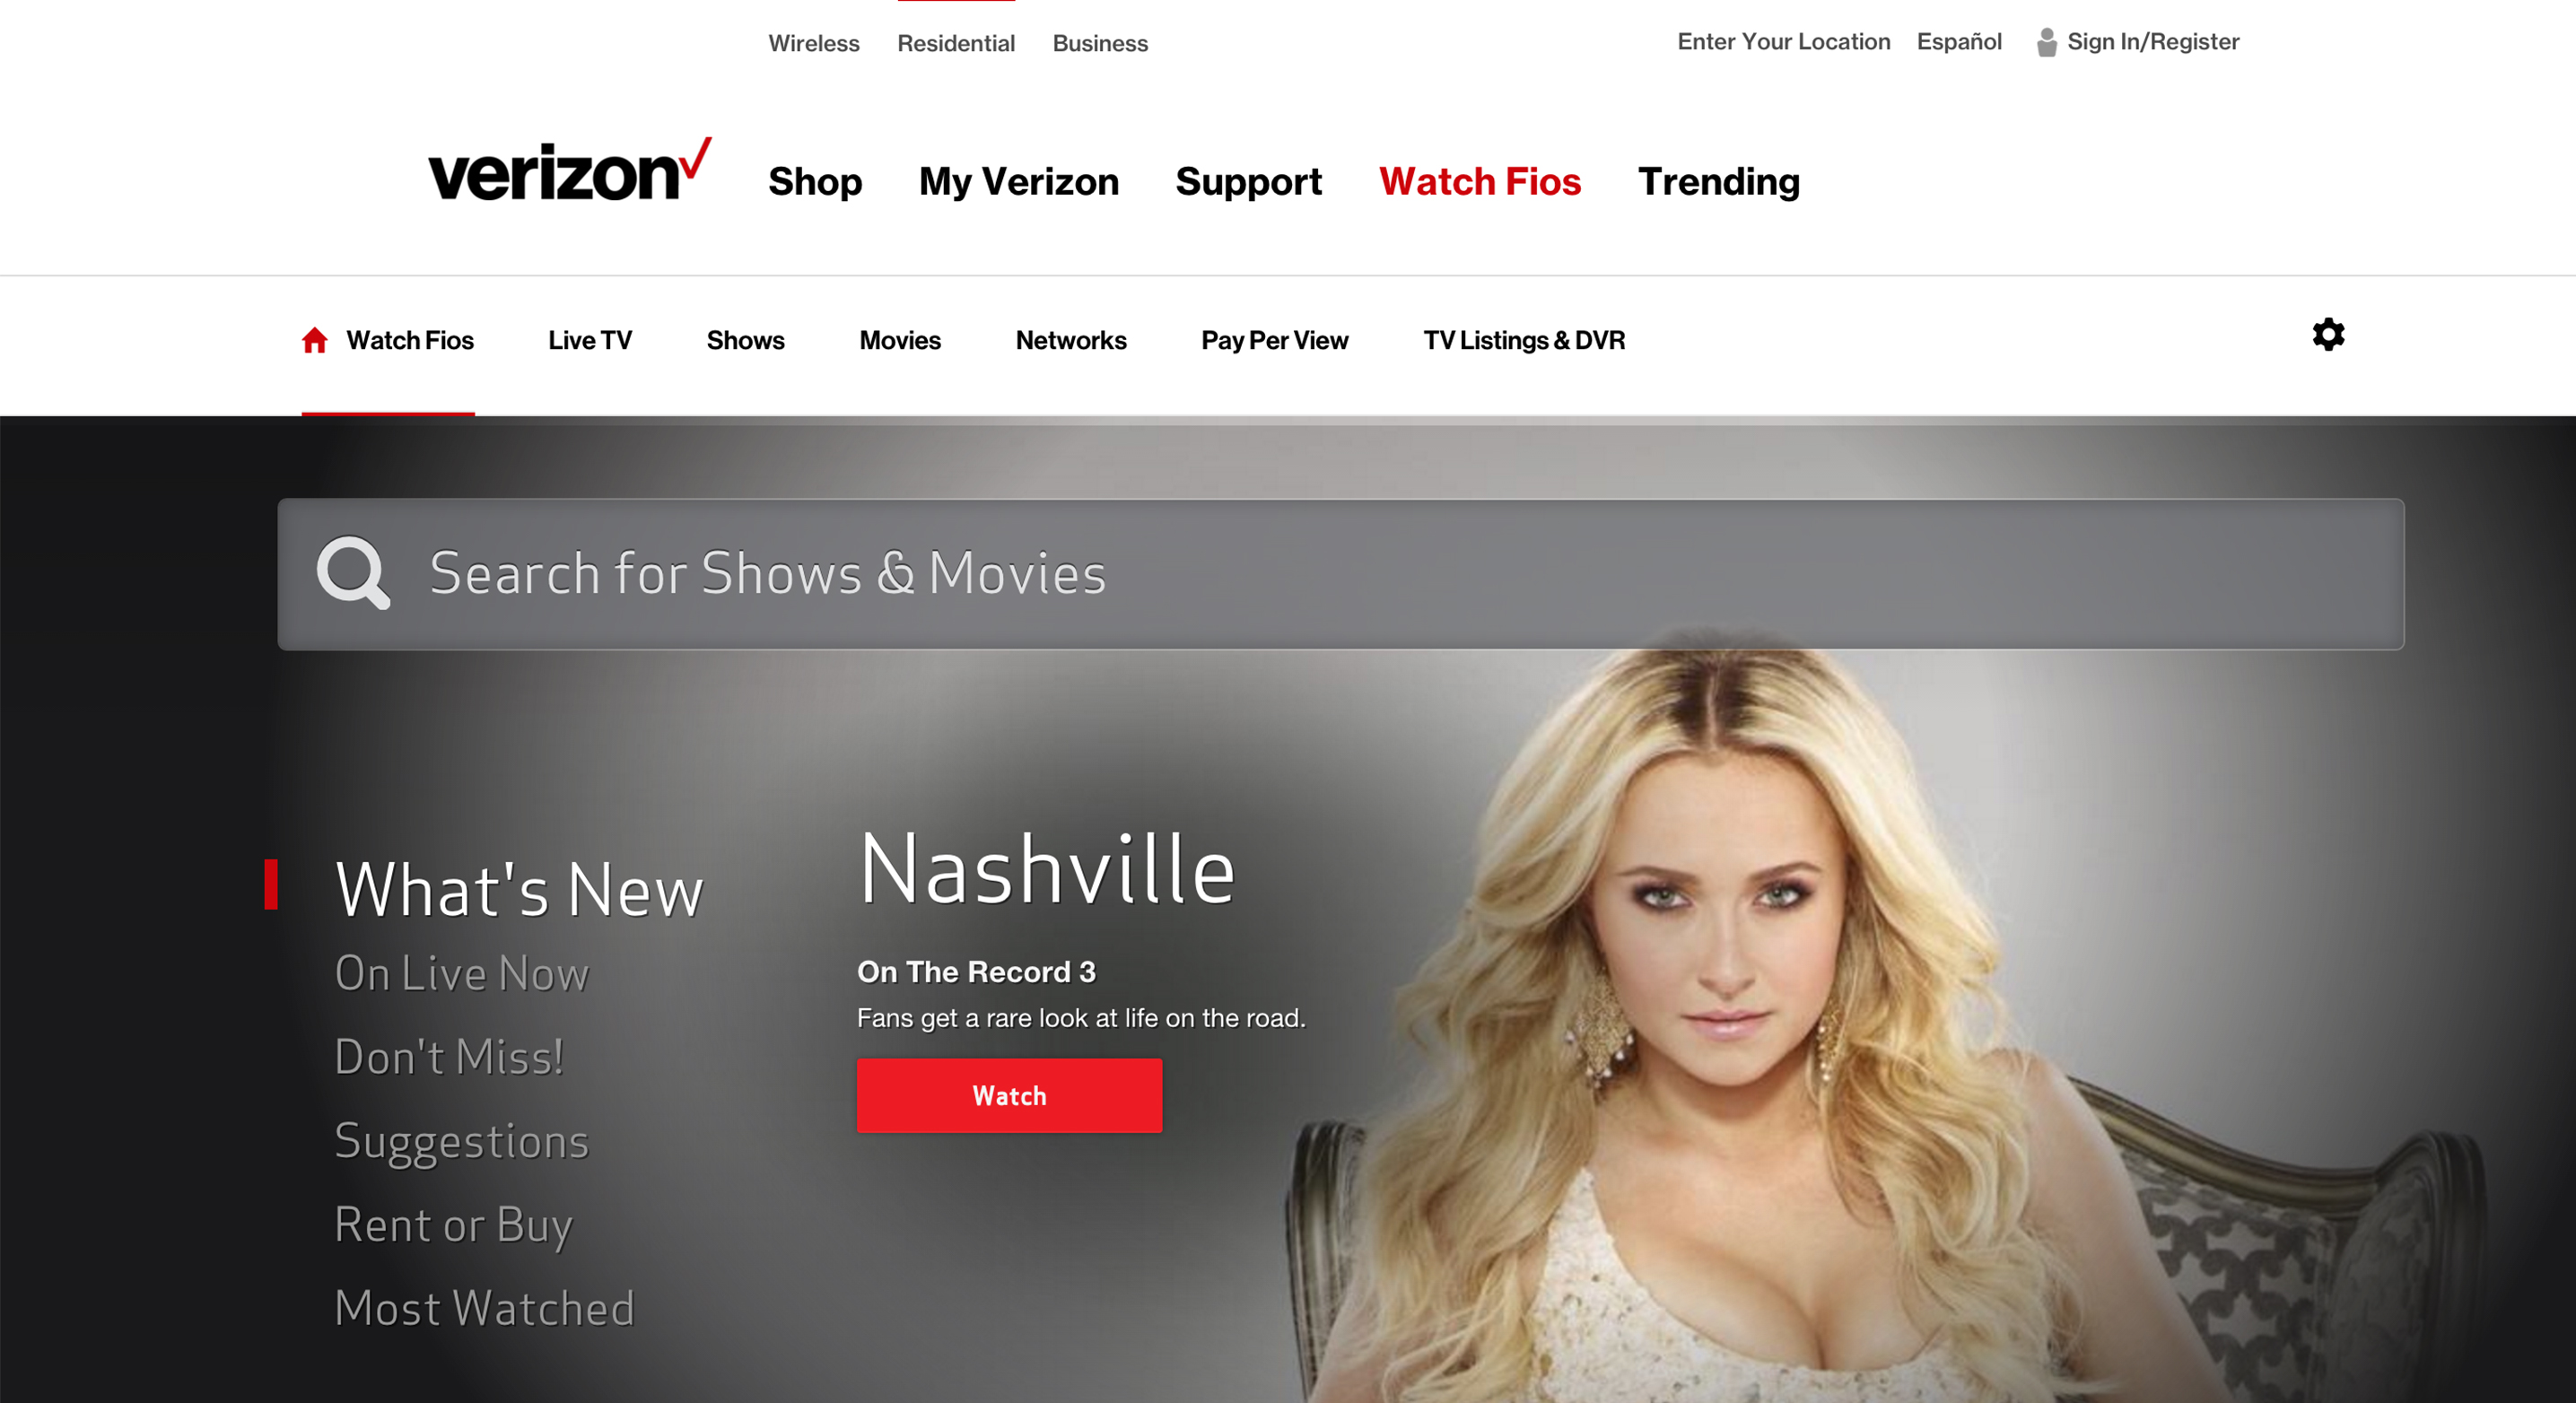 Wireless Residential Business Enter Your Location Español Sign In/Register
verizon Shop My Verizon Support Watch Fios Trending
Watch Fios Live TV Shows Movies Networks Pay Per View TV Listings & DVR
Search for Shows & Movies
What's New
On Live Now
Don't Miss!
Suggestions
Rent or Buy
Most Watched
Nashville
On The Record 3
Fans get a rare look at life on the road.
Watch